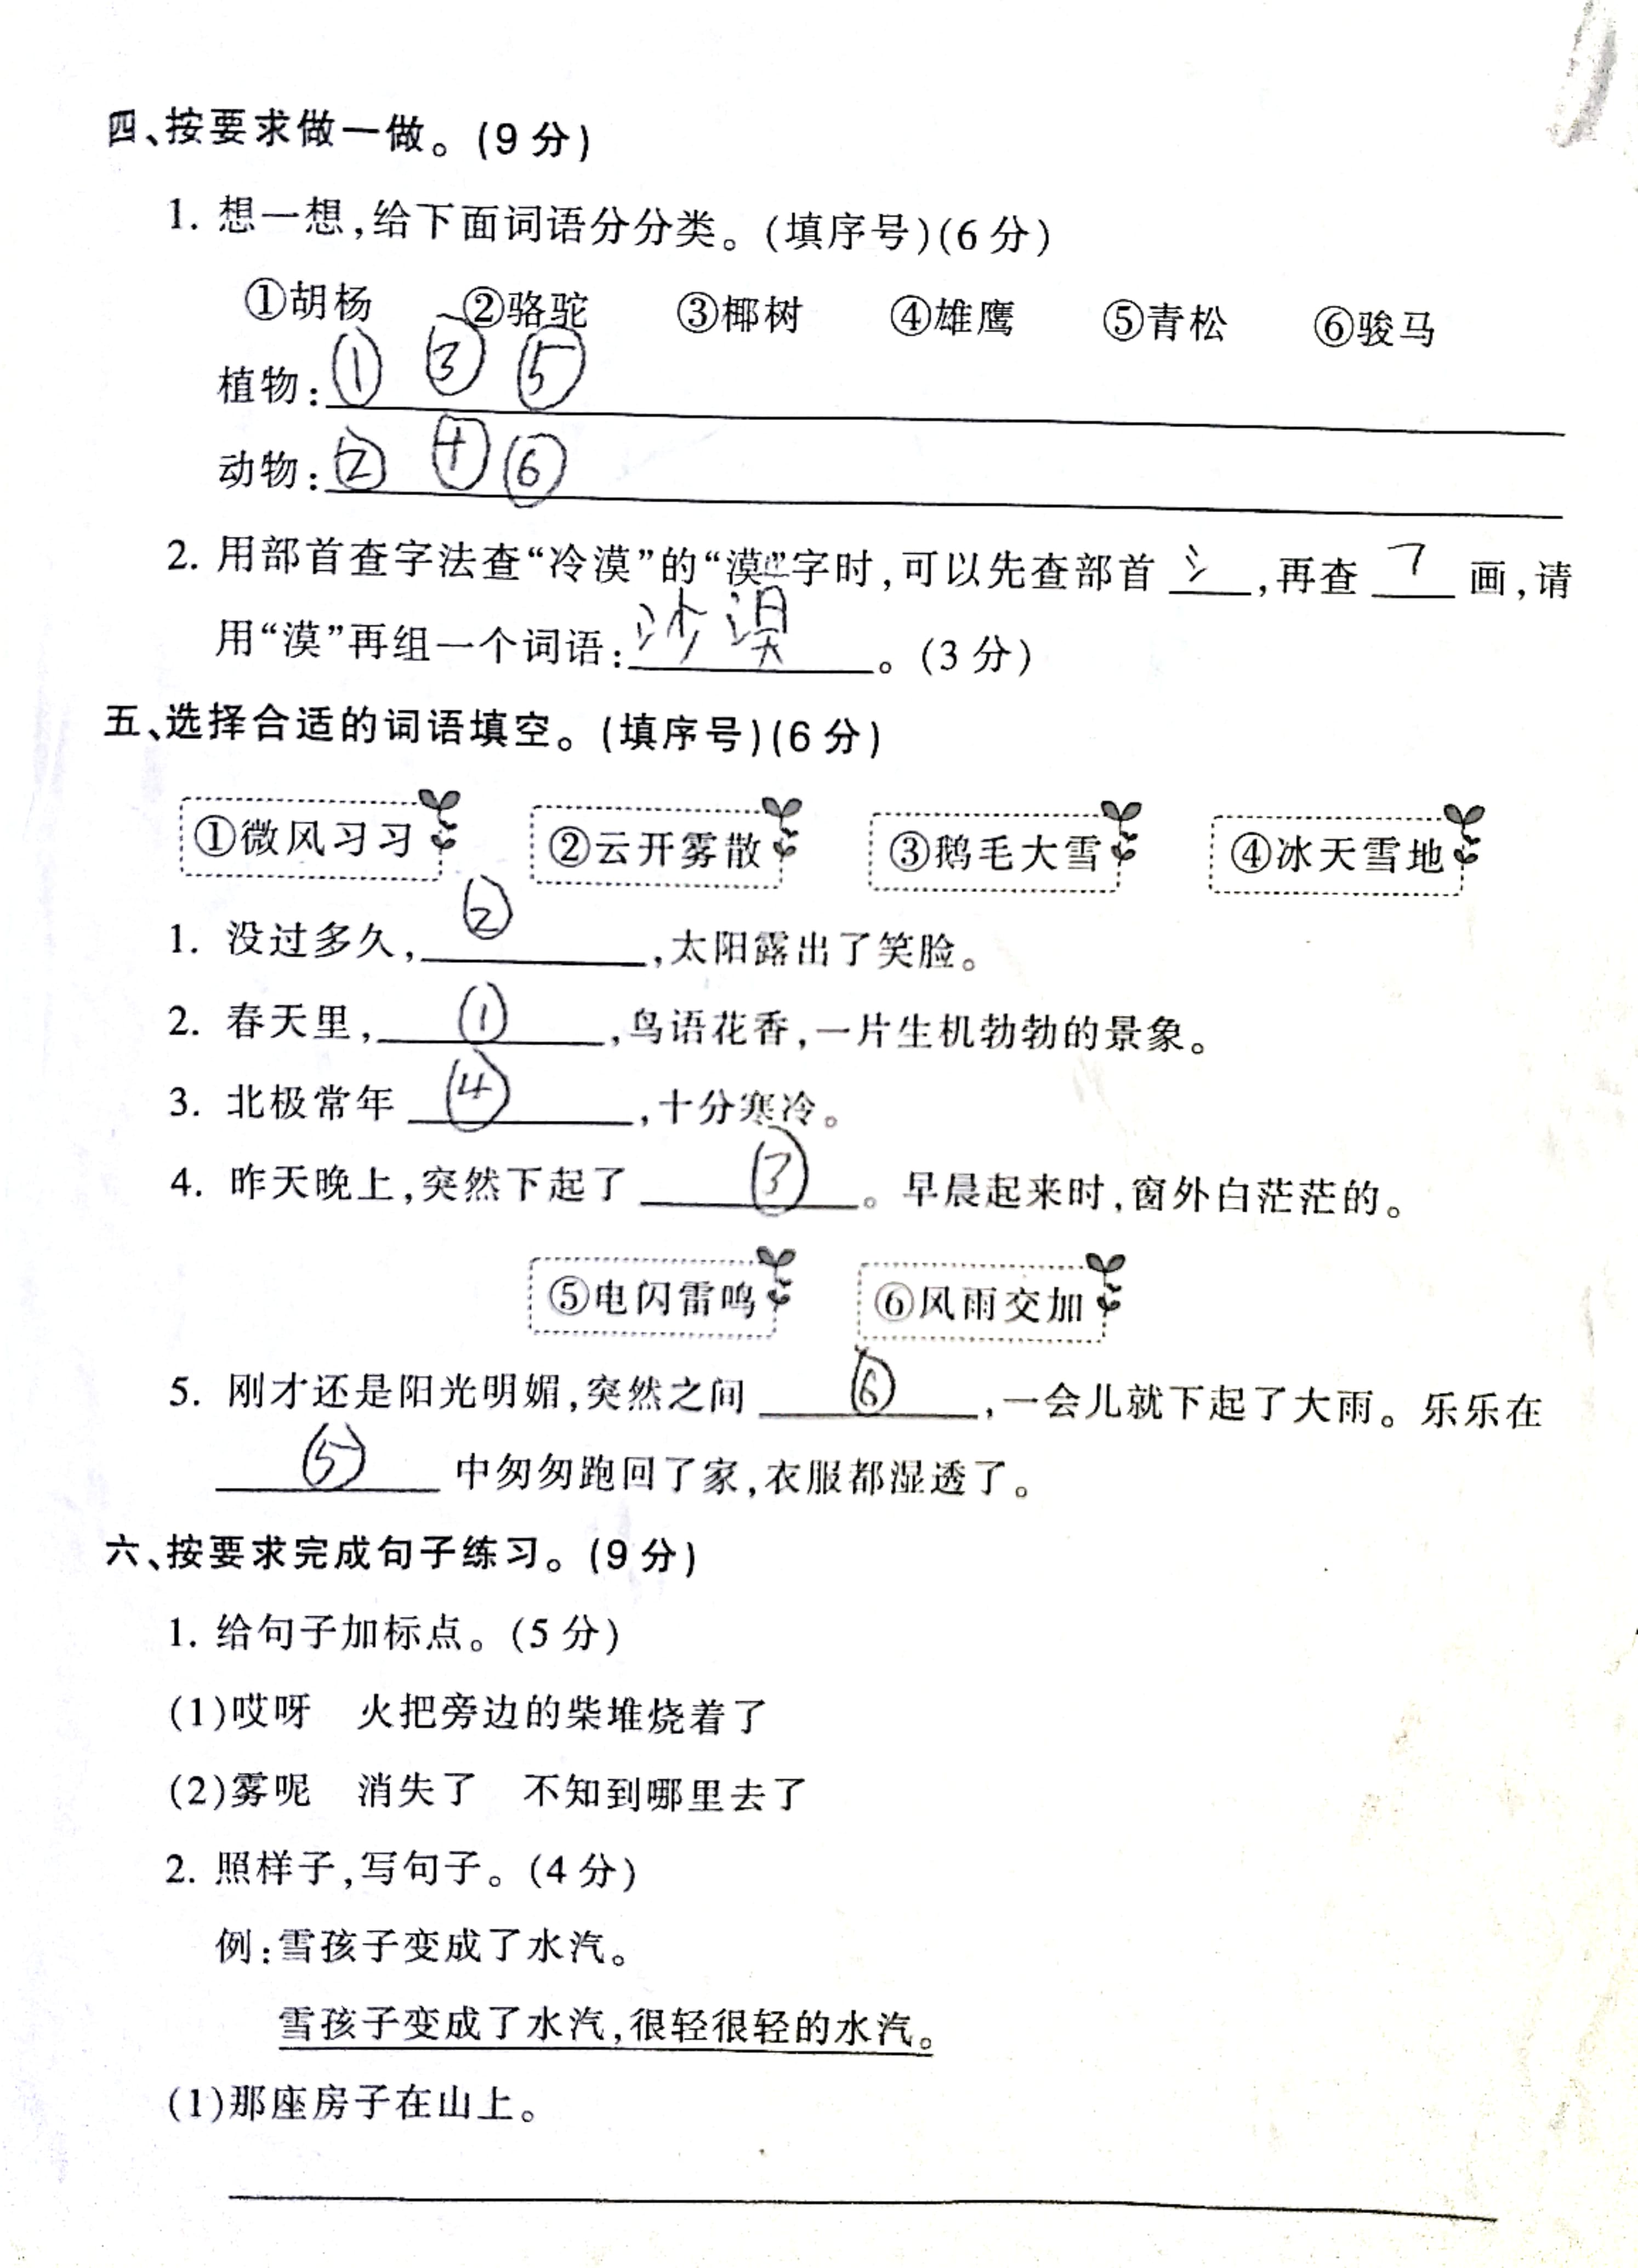 四、按要求做一做。(9分)
1. 想一想,给下面词语分分类。(填序号)(6分)
①胡杨 ②骆驼 ③椰树 ④雄鹰 ⑤青松 ⑥骏马
植物:① ③ ⑤
动物:② ④ ⑥
2. 用部首查字法查“冷漠”的“漠”字时,可以先查部首 氵 ,再查 7 画,请
用“漠”再组一个词语: 沙漠 。(3分)
五、选择合适的词语填空。(填序号)(6分)
①微风习习 ②云开雾散 ③鹅毛大雪 ④冰天雪地
1. 没过多久, ② ,太阳露出了笑脸。
2. 春天里, ① ,鸟语花香,一片生机勃勃的景象。
3. 北极常年 ④ ,十分寒冷。
4. 昨天晚上,突然下起了 ③ 。早晨起来时,窗外白茫茫的。
⑤电闪雷鸣 ⑥风雨交加
5. 刚才还是阳光明媚,突然之间 ⑥ ,一会儿就下起了大雨。乐乐在
⑤ 中匆匆跑回了家,衣服都湿透了。
六、按要求完成句子练习。(9分)
1. 给句子加标点。(5分)
(1)哎呀 火把旁边的柴堆烧着了
(2)雾呢 消失了 不知到哪里去了
2. 照样子,写句子。(4分)
例:雪孩子变成了水汽。
雪孩子变成了水汽,很轻很轻的水汽。
(1)那座房子在山上。